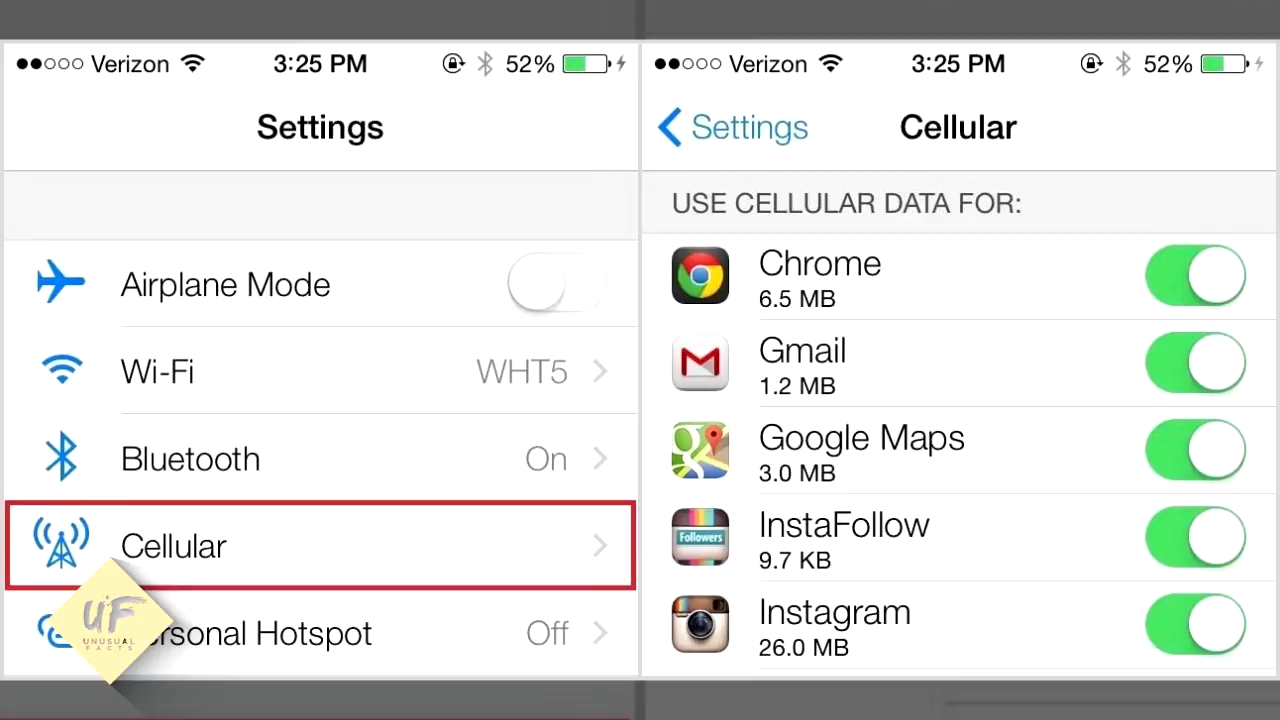 Verizon 3:25 PM 52%
Settings
Airplane Mode
Wi-Fi WHT5
Bluetooth On
Cellular
ersonal Hotspot Off
UF
UNUSUAL
FACTS
Verizon 3:25 PM 52%
Settings Cellular
USE CELLULAR DATA FOR:
Chrome
6.5 MB
Gmail
1.2 MB
Google Maps
3.0 MB
Followers
InstaFollow
9.7 KB
Instagram
26.0 MB